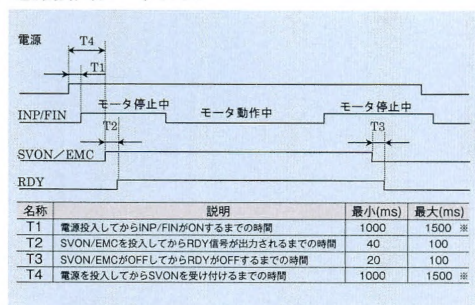 電源
T4
T1
INP/FIN
モータ停止中
モータ動作中
モータ停止中
T2
T3
SVON/EMC
RDY
名称 説明 最小(ms) 最大(ms)
T1 電源投入してからINP/FINがONするまでの時間 1000 1500 ※
T2 SVON/EMCを投入してからRDY信号が出力されるまでの時間 40 100
T3 SVON/EMCがOFFしてからRDYがOFFするまでの時間 20 100
T4 電源を投入してからSVONを受け付けるまでの時間 1000 1500 ※